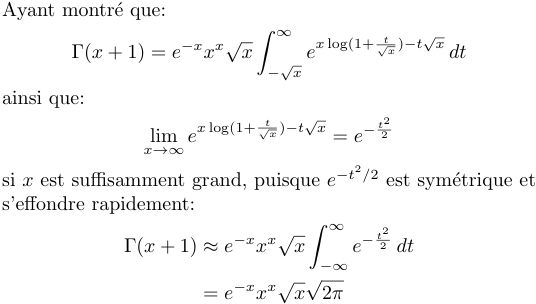 Ayant montré que:
$$\Gamma(x+1) = e^{-x} x^x \sqrt{x} \int_{-\sqrt{x}}^{\infty} e^{x \log(1+\frac{t}{\sqrt{x}}) - t\sqrt{x}} \, dt$$
ainsi que:
$$\lim_{x \to \infty} e^{x \log(1+\frac{t}{\sqrt{x}}) - t\sqrt{x}} = e^{-\frac{t^2}{2}}$$
si $x$ est suffisamment grand, puisque $e^{-t^2/2}$ est symétrique et
s'effondre rapidement:
$$\Gamma(x+1) \approx e^{-x} x^x \sqrt{x} \int_{-\infty}^{\infty} e^{-\frac{t^2}{2}} \, dt$$
$$= e^{-x} x^x \sqrt{x} \sqrt{2\pi}$$